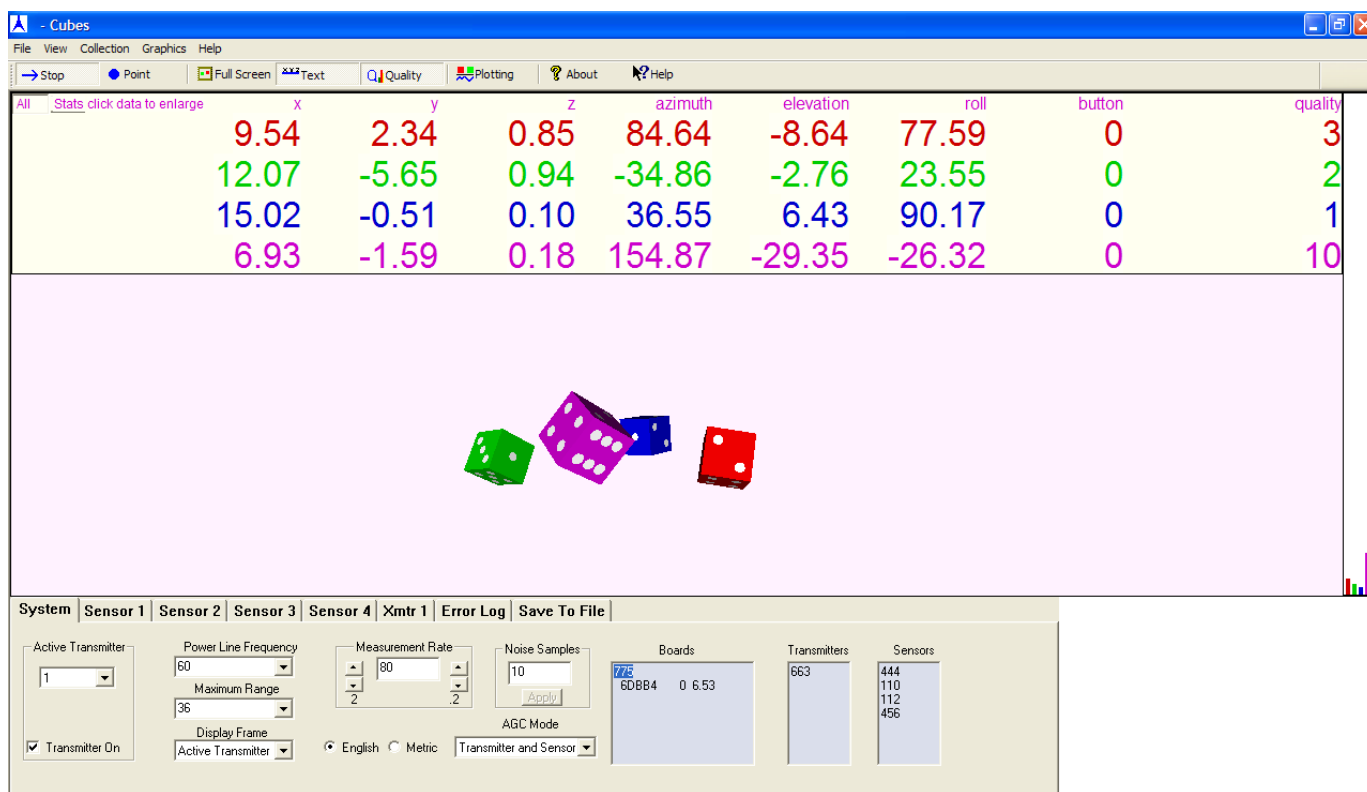 - Cubes
File View Collection Graphics Help
Stop Point Full Screen xyz Text Quality Plotting About Help
All Stats click data to enlarge x y z azimuth elevation roll button quality
9.54 2.34 0.85 84.64 -8.64 77.59 0 3
12.07 -5.65 0.94 -34.86 -2.76 23.55 0 2
15.02 -0.51 0.10 36.55 6.43 90.17 0 1
6.93 -1.59 0.18 154.87 -29.35 -26.32 0 10
System Sensor 1 Sensor 2 Sensor 3 Sensor 4 Xmtr 1 Error Log Save To File
Active Transmitter
1
Transmitter On
Power Line Frequency
60
Maximum Range
36
Display Frame
Active Transmitter
Measurement Rate
80
2 .2
English Metric
Noise Samples
10
Apply
AGC Mode
Transmitter and Sensor
Boards
775
6DBB4 0 6.53
Transmitters
663
Sensors
444
110
112
456